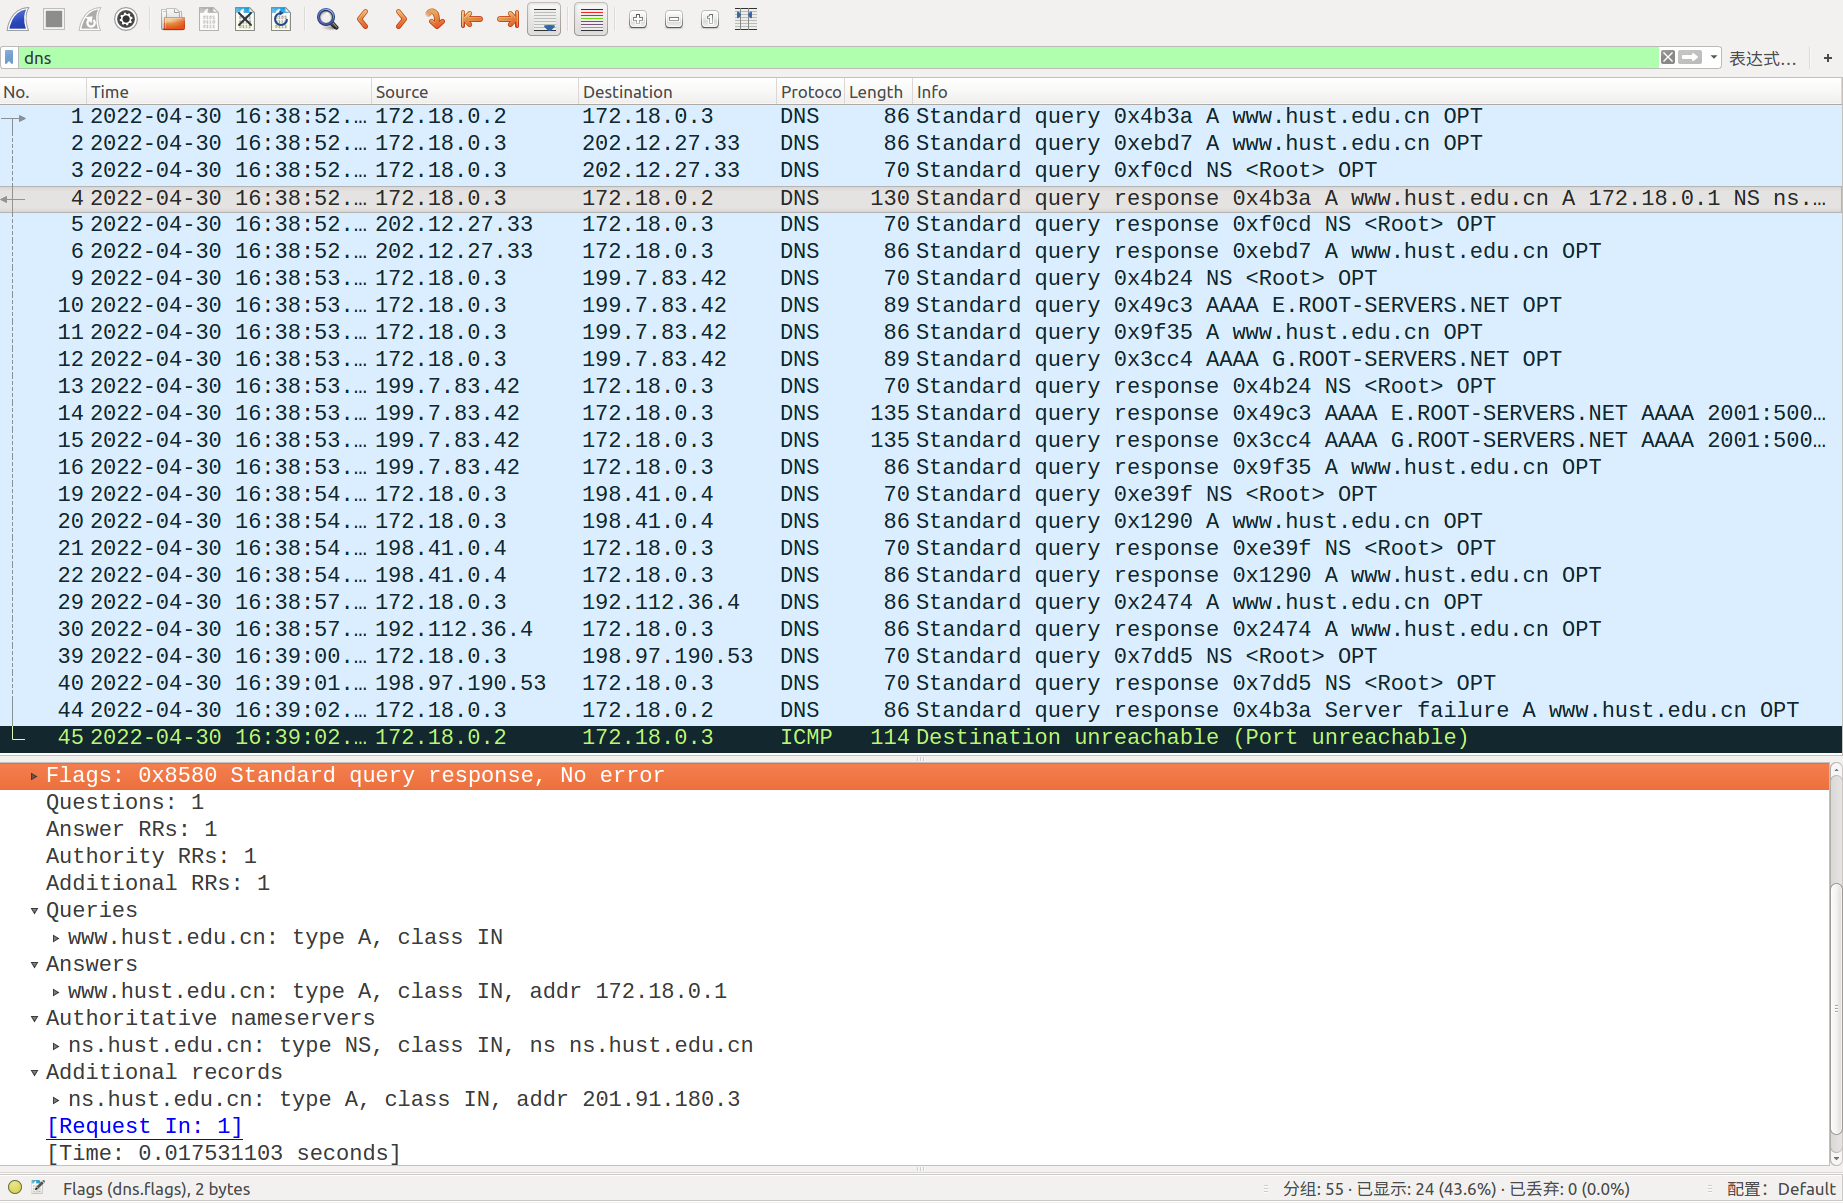 dns
表达式…
+
No. Time Source Destination Protoco Length Info
1 2022-04-30 16:38:52.… 172.18.0.2 172.18.0.3 DNS 86 Standard query 0x4b3a A www.hust.edu.cn OPT
2 2022-04-30 16:38:52.… 172.18.0.3 202.12.27.33 DNS 86 Standard query 0xebd7 A www.hust.edu.cn OPT
3 2022-04-30 16:38:52.… 172.18.0.3 202.12.27.33 DNS 70 Standard query 0xf0cd NS <Root> OPT
4 2022-04-30 16:38:52.… 172.18.0.3 172.18.0.2 DNS 130 Standard query response 0x4b3a A www.hust.edu.cn A 172.18.0.1 NS ns.…
5 2022-04-30 16:38:52.… 202.12.27.33 172.18.0.3 DNS 70 Standard query response 0xf0cd NS <Root> OPT
6 2022-04-30 16:38:52.… 202.12.27.33 172.18.0.3 DNS 86 Standard query response 0xebd7 A www.hust.edu.cn OPT
9 2022-04-30 16:38:53.… 172.18.0.3 199.7.83.42 DNS 70 Standard query 0x4b24 NS <Root> OPT
10 2022-04-30 16:38:53.… 172.18.0.3 199.7.83.42 DNS 89 Standard query 0x49c3 AAAA E.ROOT-SERVERS.NET OPT
11 2022-04-30 16:38:53.… 172.18.0.3 199.7.83.42 DNS 86 Standard query 0x9f35 A www.hust.edu.cn OPT
12 2022-04-30 16:38:53.… 172.18.0.3 199.7.83.42 DNS 89 Standard query 0x3cc4 AAAA G.ROOT-SERVERS.NET OPT
13 2022-04-30 16:38:53.… 199.7.83.42 172.18.0.3 DNS 70 Standard query response 0x4b24 NS <Root> OPT
14 2022-04-30 16:38:53.… 199.7.83.42 172.18.0.3 DNS 135 Standard query response 0x49c3 AAAA E.ROOT-SERVERS.NET AAAA 2001:500…
15 2022-04-30 16:38:53.… 199.7.83.42 172.18.0.3 DNS 135 Standard query response 0x3cc4 AAAA G.ROOT-SERVERS.NET AAAA 2001:500…
16 2022-04-30 16:38:53.… 199.7.83.42 172.18.0.3 DNS 86 Standard query response 0x9f35 A www.hust.edu.cn OPT
19 2022-04-30 16:38:54.… 172.18.0.3 198.41.0.4 DNS 70 Standard query 0xe39f NS <Root> OPT
20 2022-04-30 16:38:54.… 172.18.0.3 198.41.0.4 DNS 86 Standard query 0x1290 A www.hust.edu.cn OPT
21 2022-04-30 16:38:54.… 198.41.0.4 172.18.0.3 DNS 70 Standard query response 0xe39f NS <Root> OPT
22 2022-04-30 16:38:54.… 198.41.0.4 172.18.0.3 DNS 86 Standard query response 0x1290 A www.hust.edu.cn OPT
29 2022-04-30 16:38:57.… 172.18.0.3 192.112.36.4 DNS 86 Standard query 0x2474 A www.hust.edu.cn OPT
30 2022-04-30 16:38:57.… 192.112.36.4 172.18.0.3 DNS 86 Standard query response 0x2474 A www.hust.edu.cn OPT
39 2022-04-30 16:39:00.… 172.18.0.3 198.97.190.53 DNS 70 Standard query 0x7dd5 NS <Root> OPT
40 2022-04-30 16:39:01.… 198.97.190.53 172.18.0.3 DNS 70 Standard query response 0x7dd5 NS <Root> OPT
44 2022-04-30 16:39:02.… 172.18.0.3 172.18.0.2 DNS 86 Standard query response 0x4b3a Server failure A www.hust.edu.cn OPT
45 2022-04-30 16:39:02.… 172.18.0.2 172.18.0.3 ICMP 114 Destination unreachable (Port unreachable)
Flags: 0x8580 Standard query response, No error
Questions: 1
Answer RRs: 1
Authority RRs: 1
Additional RRs: 1
Queries
www.hust.edu.cn: type A, class IN
Answers
www.hust.edu.cn: type A, class IN, addr 172.18.0.1
Authoritative nameservers
ns.hust.edu.cn: type NS, class IN, ns ns.hust.edu.cn
Additional records
ns.hust.edu.cn: type A, class IN, addr 201.91.180.3
[Request In: 1]
[Time: 0.017531103 seconds]
Flags (dns.flags), 2 bytes
分组: 55 · 已显示: 24 (43.6%) · 已丢弃: 0 (0.0%)
配置: Default